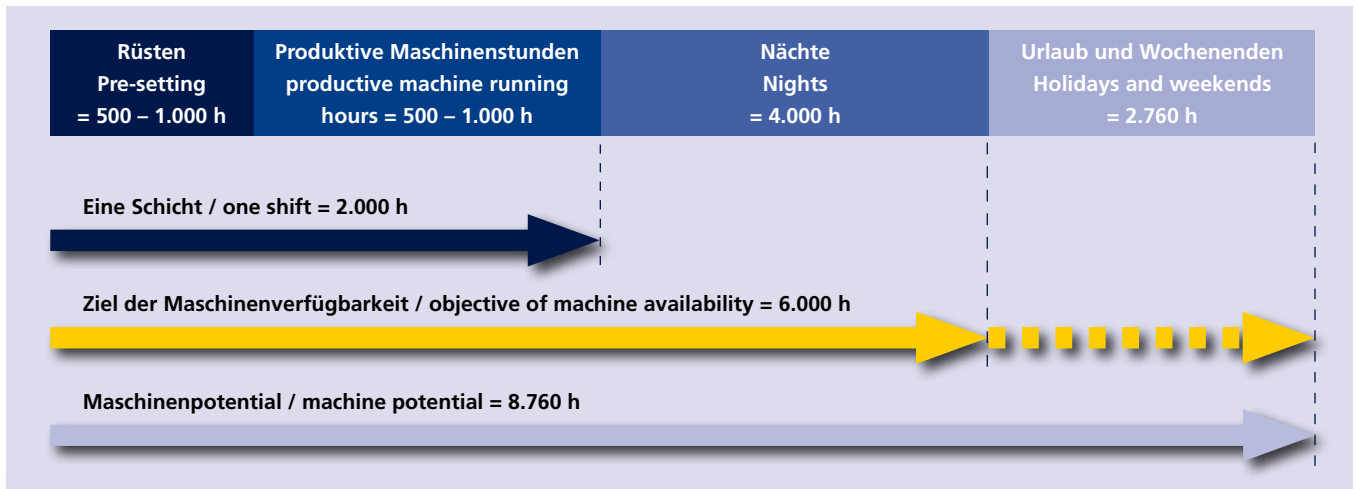 Rüsten
Pre-setting
= 500 – 1.000 h
Produktive Maschinenstunden
productive machine running
hours = 500 – 1.000 h
Nächte
Nights
= 4.000 h
Urlaub und Wochenenden
Holidays and weekends
= 2.760 h
Eine Schicht / one shift = 2.000 h
Ziel der Maschinenverfügbarkeit / objective of machine availability = 6.000 h
Maschinenpotential / machine potential = 8.760 h